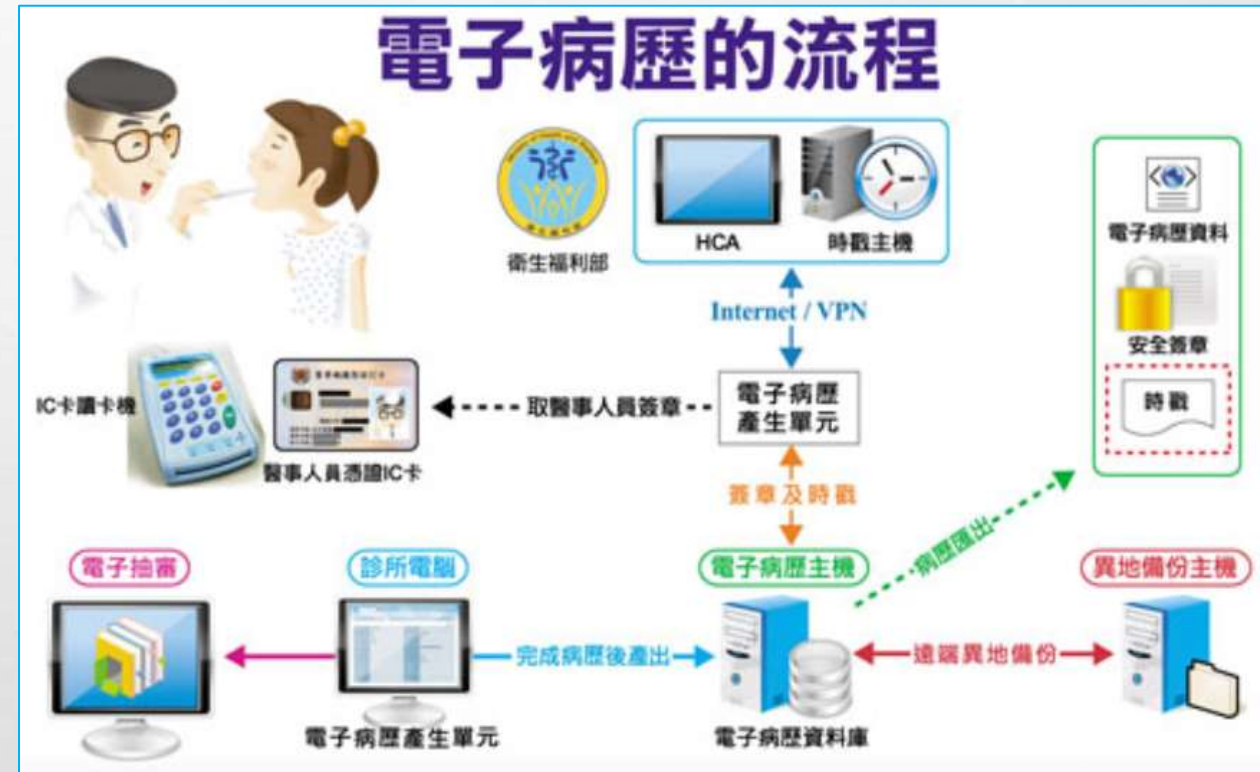 電子病歷的流程
衛生福利部
HCA
時戳主機
電子病歷資料
安全簽章
時戳
Internet / VPN
IC卡讀卡機
醫事人員憑證IC卡
取醫事人員簽章
電子病歷
產生單元
簽章及時戳
病歷匯出
電子抽審
診所電腦
電子病歷主機
異地備份主機
完成病歷後產出
遠端異地備份
電子病歷產生單元
電子病歷資料庫